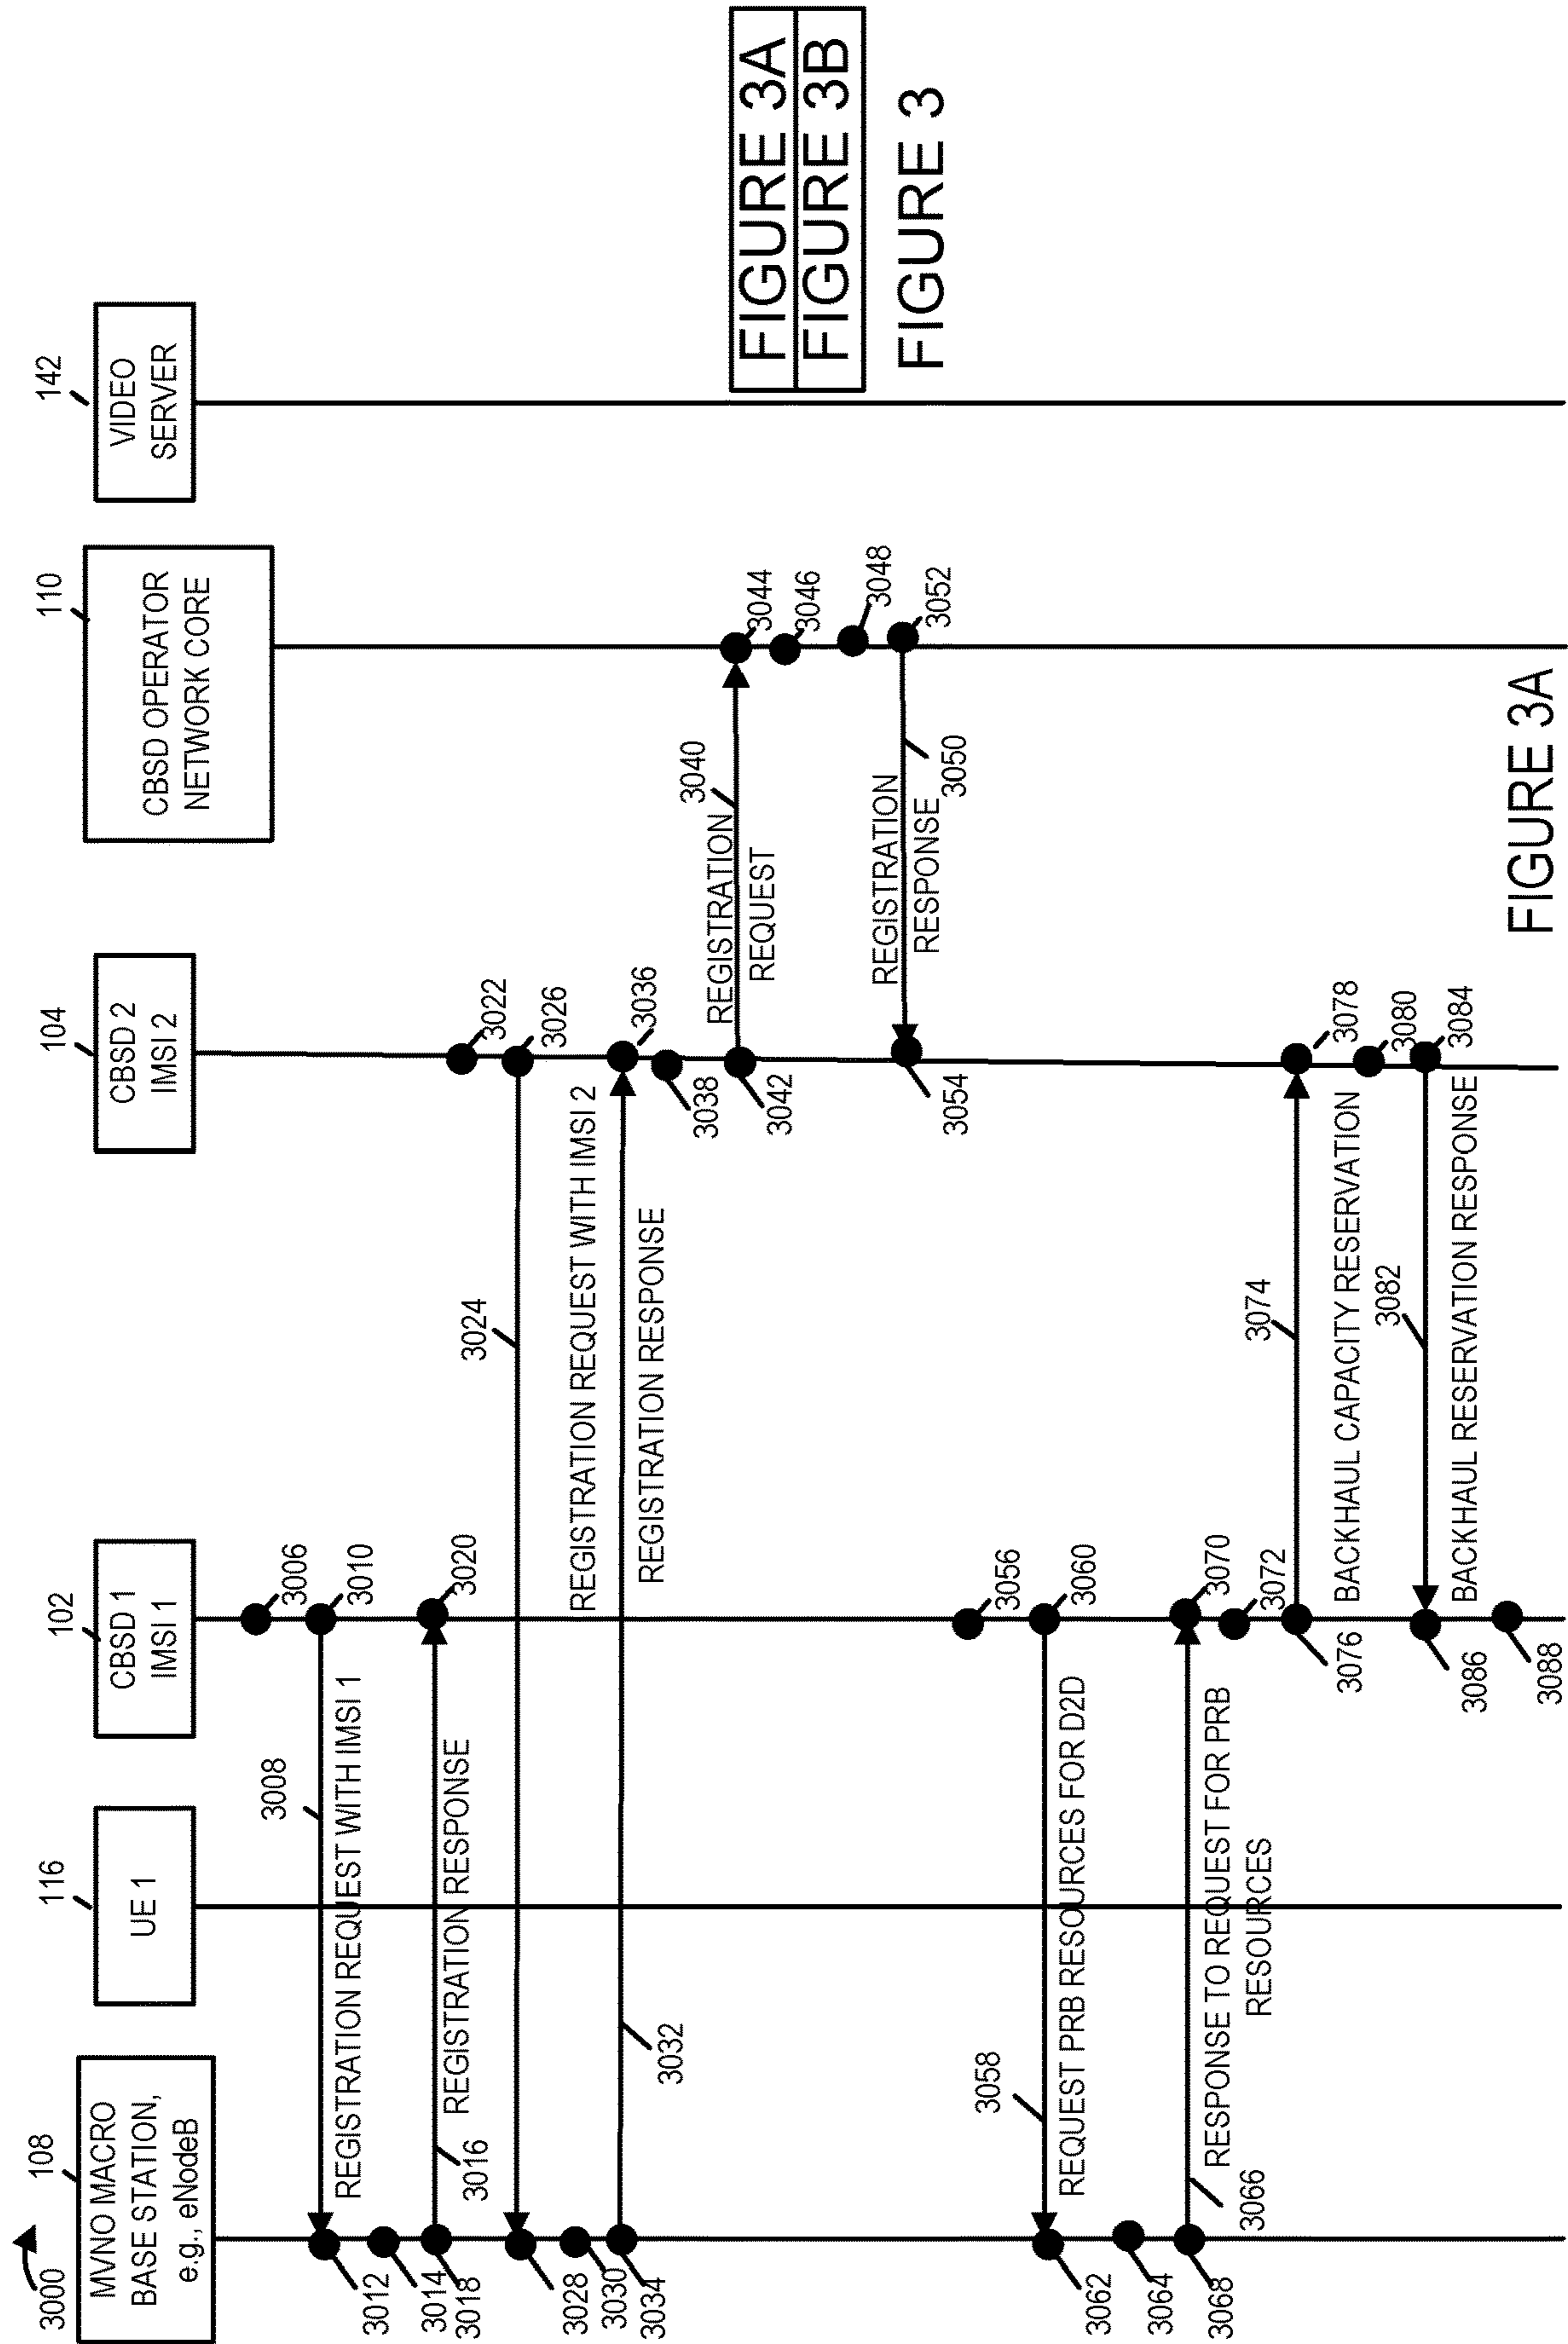 3000
108
MVNO MACRO
BASE STATION,
e.g., eNodeB
116
UE 1
102
CBSD 1
IMSI 1
104
CBSD 2
IMSI 2
110
CBSD OPERATOR
NETWORK CORE
142
VIDEO
SERVER
3006
3008
3010
3012
REGISTRATION REQUEST WITH IMSI 1
3014
3016
3018
3020
REGISTRATION RESPONSE
3022
3024
3026
3028
REGISTRATION REQUEST WITH IMSI 2
3030
3032
3034
3036
REGISTRATION RESPONSE
3038
3040
3042
3044
REGISTRATION
REQUEST
3046
3048
3050
3052
3054
REGISTRATION
RESPONSE
3056
3058
3060
3062
REQUEST PRB RESOURCES FOR D2D
3064
3066
3068
3070
RESPONSE TO REQUEST FOR PRB
RESOURCES
3072
3074
3076
3078
BACKHAUL CAPACITY RESERVATION
3080
3082
3084
3086
BACKHAUL RESERVATION RESPONSE
3088
FIGURE 3A
FIGURE 3B
FIGURE 3
FIGURE 3A